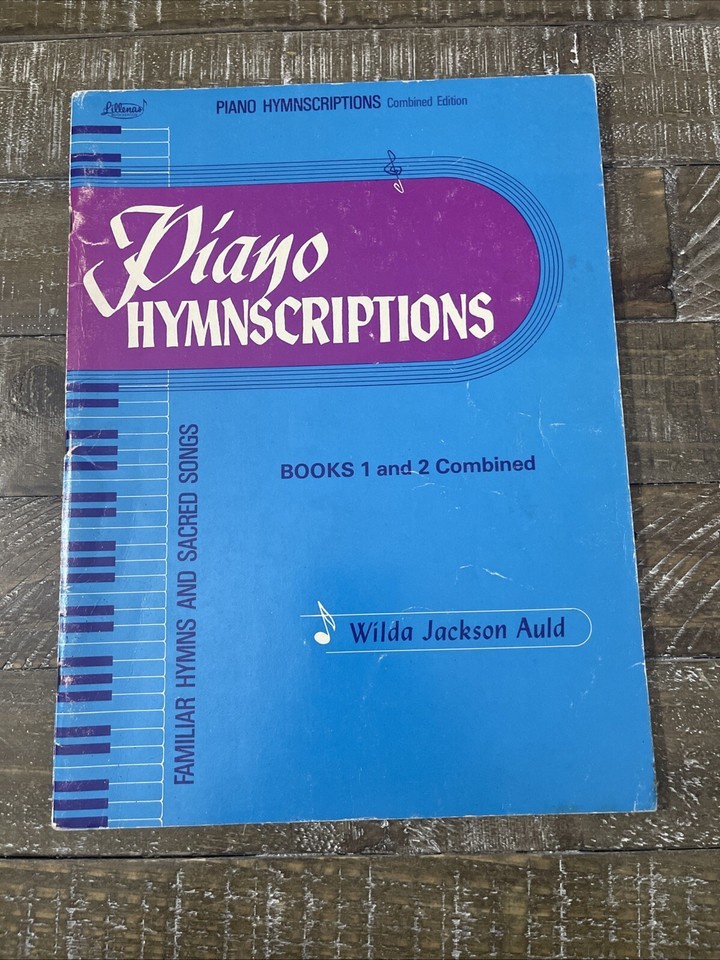 Lillenas
PIANO HYMNSCRIPTIONS Combined Edition
Piano
HYMNSCRIPTIONS
BOOKS 1 and 2 Combined
FAMILIAR HYMNS AND SACRED SONGS
Wilda Jackson Auld